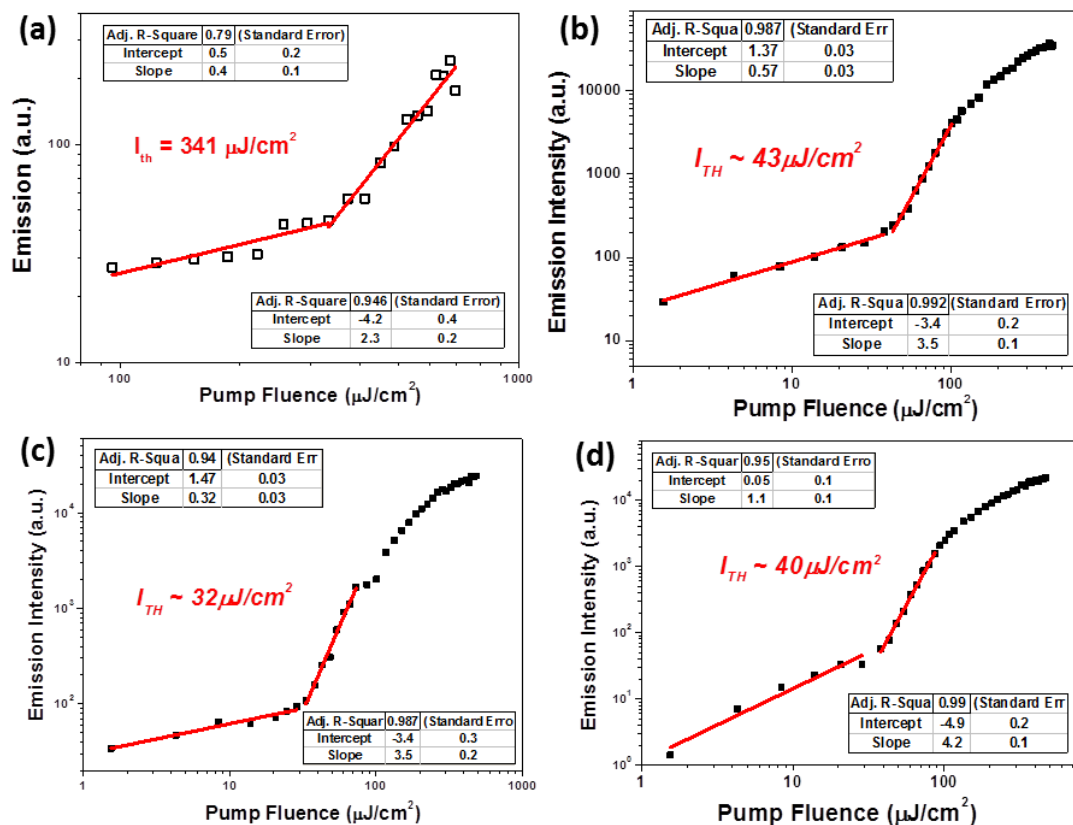 (a)
Adj. R-Square 0.79 (Standard Error)
Intercept 0.5 0.2
Slope 0.4 0.1
I_th = 341 μJ/cm²
Adj. R-Square 0.946 (Standard Error)
Intercept -4.2 0.4
Slope 2.3 0.2
Emission (a.u.)
100
10
100 1000
Pump Fluence (μJ/cm²)
(b)
Adj. R-Squa 0.987 (Standard Err
Intercept 1.37 0.03
Slope 0.57 0.03
I_TH ~ 43μJ/cm²
Adj. R-Squa 0.992 (Standard Error)
Intercept -3.4 0.2
Slope 3.5 0.1
Emission Intensity (a.u.)
10000
1000
100
10
1 10 100
Pump Fluence (μJ/cm²)
(c)
Adj. R-Squa 0.94 (Standard Err
Intercept 1.47 0.03
Slope 0.32 0.03
I_TH ~ 32μJ/cm²
Adj. R-Squar 0.987 (Standard Erro
Intercept -3.4 0.3
Slope 3.5 0.2
Emission Intensity (a.u.)
10⁴
10³
10²
1 10 100 1000
Pump Fluence (μJ/cm²)
(d)
Adj. R-Squar 0.95 (Standard Erro
Intercept 0.05 0.1
Slope 1.1 0.1
I_TH ~ 40μJ/cm²
Adj. R-Squar 0.99 (Standard Err
Intercept -4.9 0.2
Slope 4.2 0.1
Emission Intensity (a.u.)
10⁴
10³
10²
10¹
10⁰
1 10 100
Pump Fluence (μJ/cm²)